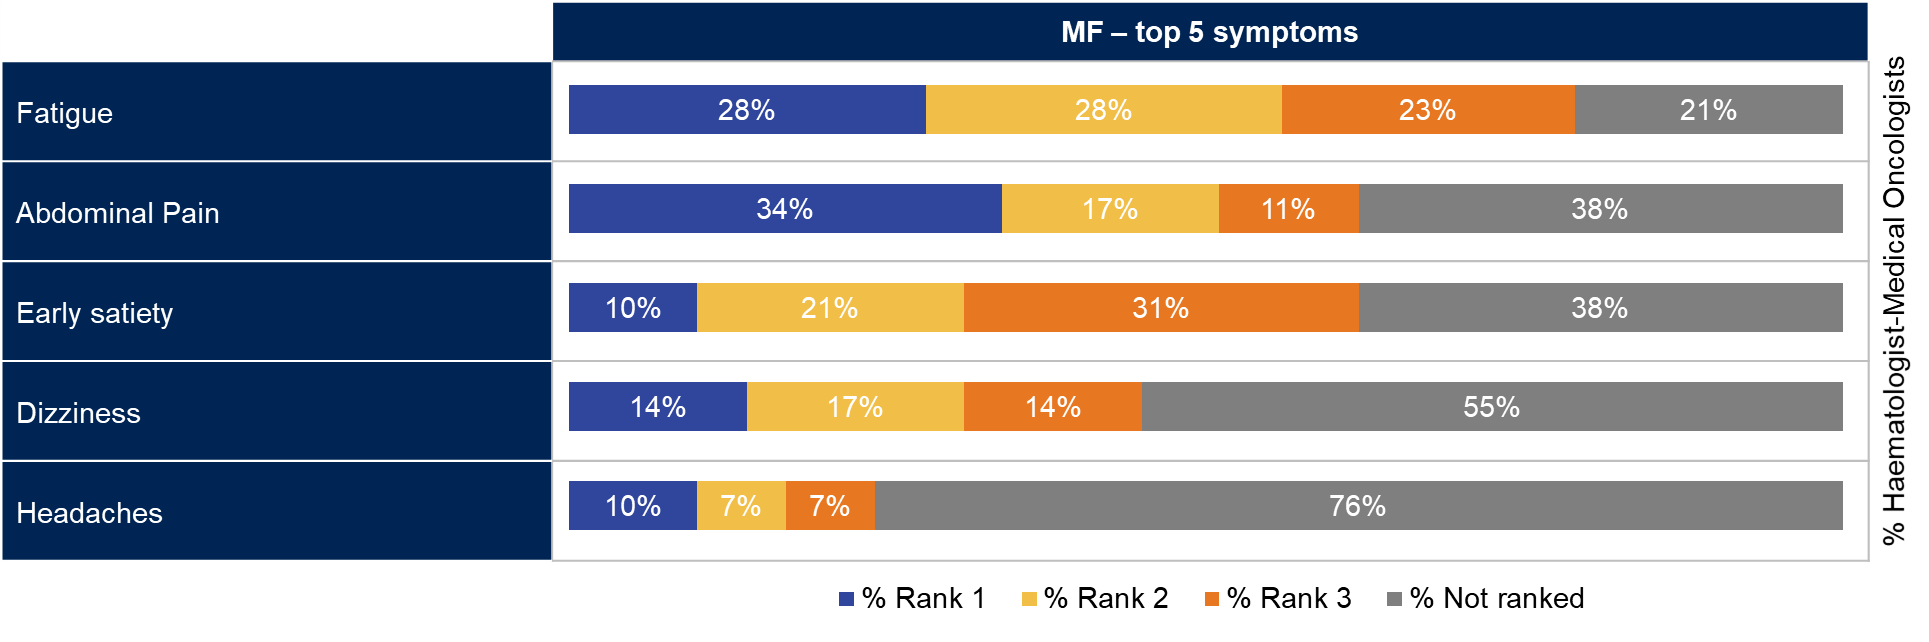 MF – top 5 symptoms
Fatigue
28% 28% 23% 21%
Abdominal Pain
34% 17% 11% 38%
Early satiety
10% 21% 31% 38%
Dizziness
14% 17% 14% 55%
Headaches
10% 7% 7% 76%
% Haematologist-Medical Oncologists
% Rank 1 % Rank 2 % Rank 3 % Not ranked